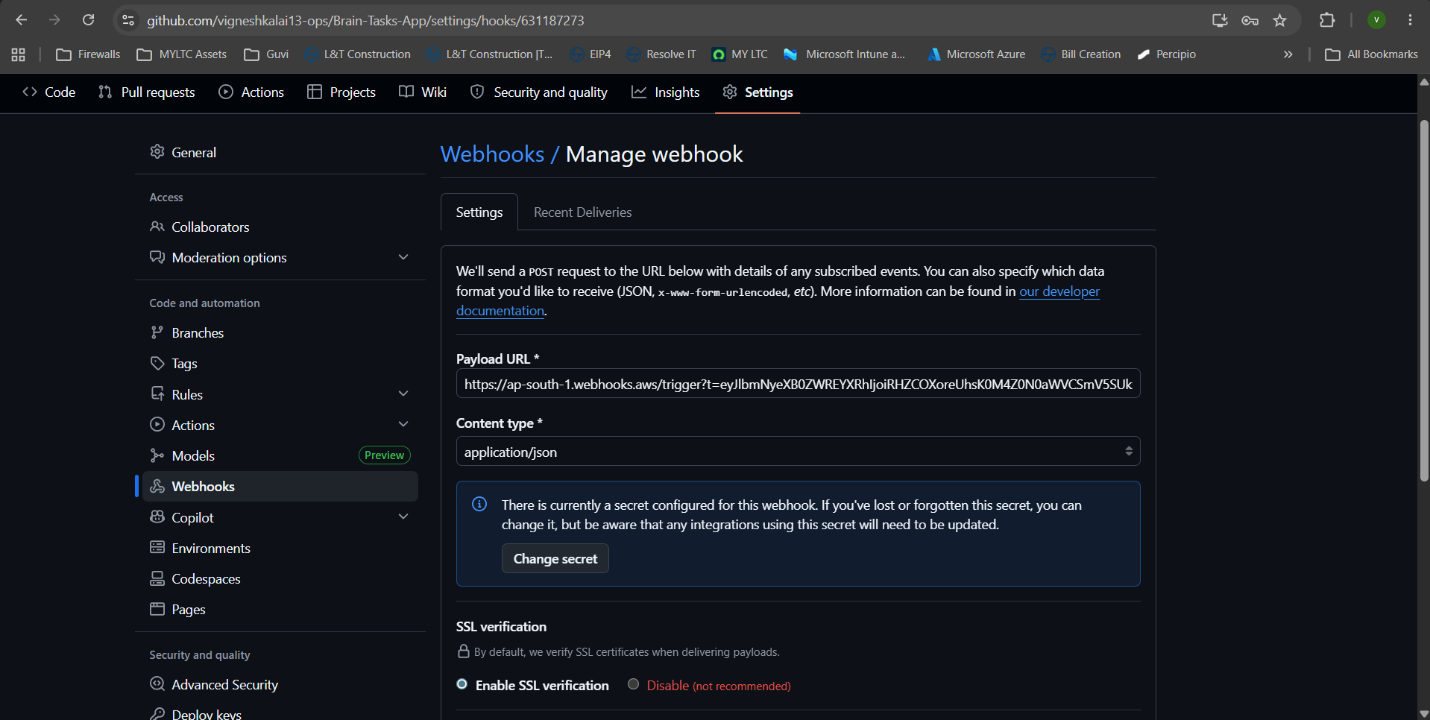 github.com/vigneshkalai13-ops/Brain-Tasks-App/settings/hooks/631187273
V
Firewalls MYLTC Assets Guvi L&T Construction L&T Construction |T... EIP4 Resolve IT MY LTC Microsoft Intune a... Microsoft Azure Bill Creation Percipio » All Bookmarks
Code Pull requests Actions Projects Wiki Security and quality Insights Settings
General
Access
Collaborators
Moderation options
Code and automation
Branches
Tags
Rules
Actions
Models Preview
Webhooks
Copilot
Environments
Codespaces
Pages
Security and quality
Advanced Security
Deploy keys
Webhooks / Manage webhook
Settings Recent Deliveries
We'll send a POST request to the URL below with details of any subscribed events. You can also specify which data
format you'd like to receive (JSON, x-www-form-urlencoded, etc). More information can be found in our developer
documentation.
Payload URL *
https://ap-south-1.webhooks.aws/trigger?t=eyJlbmNyeXB0ZWREYXRhIjoiRHZCOXoreUhsK0M4Z0N0aWVCSmV5SUk
Content type *
application/json
There is currently a secret configured for this webhook. If you've lost or forgotten this secret, you can
change it, but be aware that any integrations using this secret will need to be updated.
Change secret
SSL verification
By default, we verify SSL certificates when delivering payloads.
Enable SSL verification Disable (not recommended)